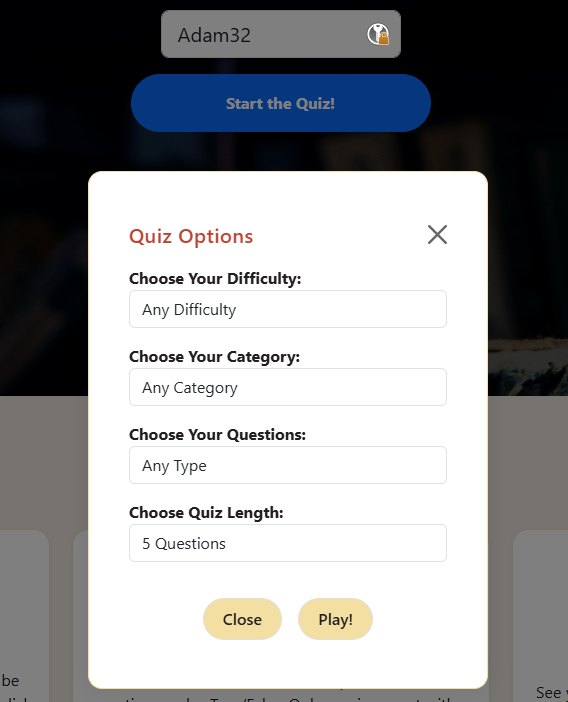 Adam32
Start the Quiz!
Quiz Options
Choose Your Difficulty:
Any Difficulty
Choose Your Category:
Any Category
Choose Your Questions:
Any Type
Choose Quiz Length:
5 Questions
Close Play!
be
See